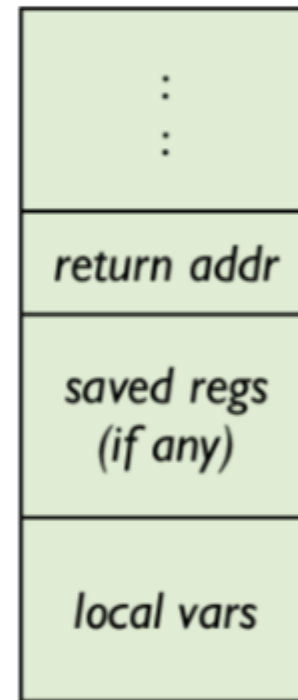 :
:
return addr
saved regs
(if any)
local vars